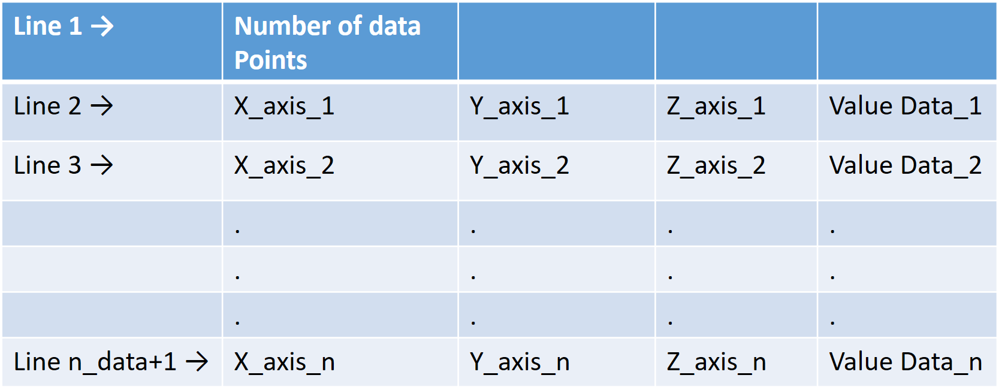 Line 1 → Number of data
Points
Line 2 → X_axis_1 Y_axis_1 Z_axis_1 Value Data_1
Line 3 → X_axis_2 Y_axis_2 Z_axis_2 Value Data_2
. . . .
. . . .
. . . .
Line n_data+1 → X_axis_n Y_axis_n Z_axis_n Value Data_n